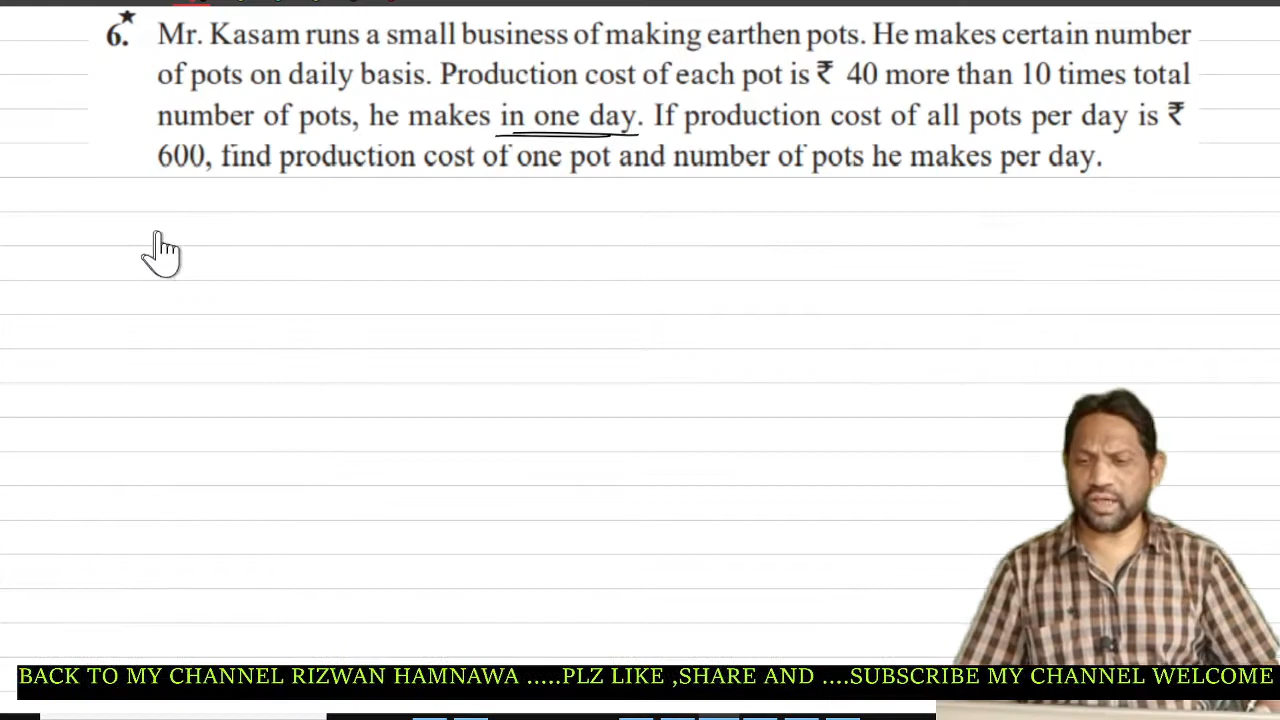 6.* Mr. Kasam runs a small business of making earthen pots. He makes certain number
of pots on daily basis. Production cost of each pot is ₹ 40 more than 10 times total
number of pots, he makes in one day. If production cost of all pots per day is ₹
600, find production cost of one pot and number of pots he makes per day.
BACK TO MY CHANNEL RIZWAN HAMNAWA .....PLZ LIKE ,SHARE AND ....SUBSCRIBE MY CHANNEL WELCOME